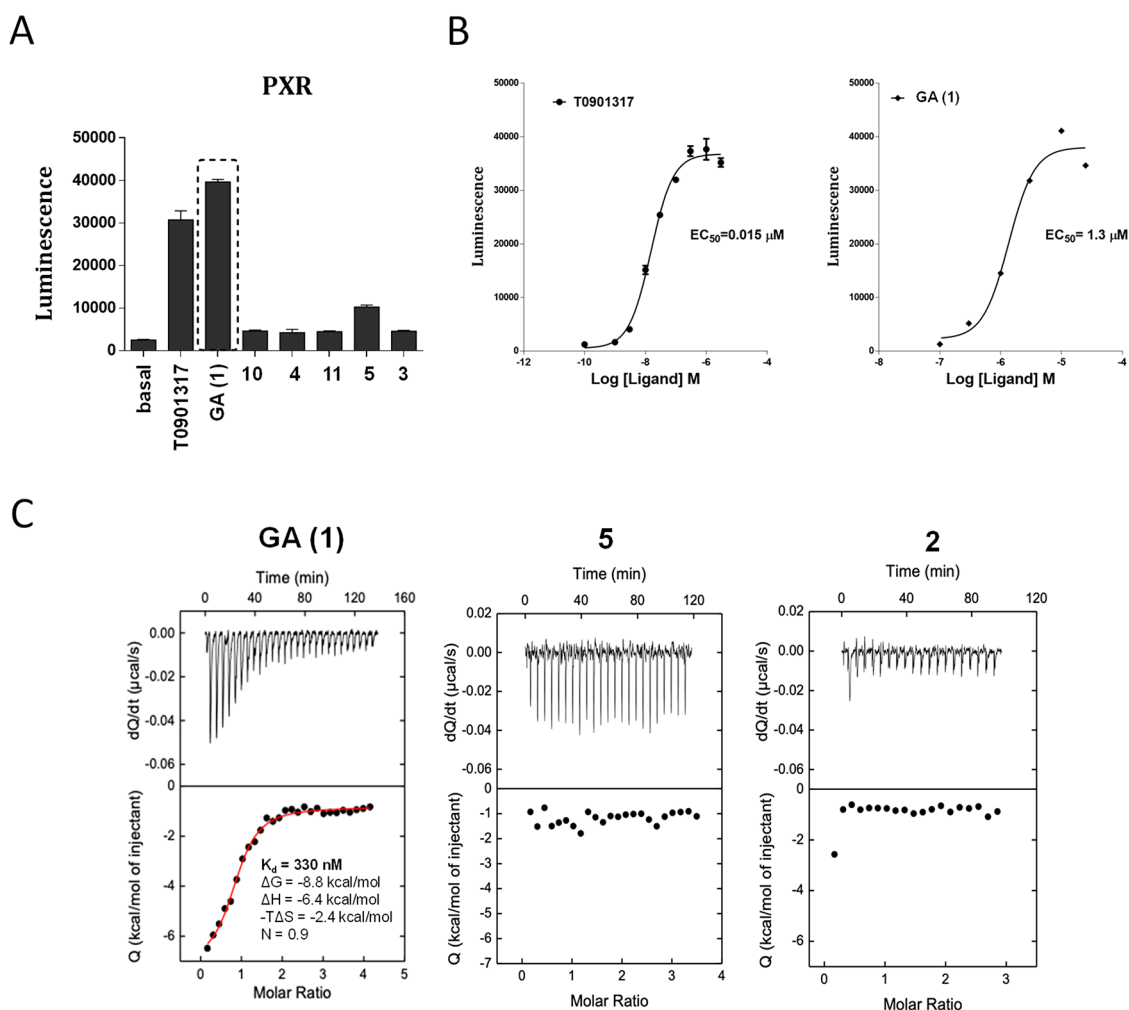 A
PXR
Luminescence
50000
40000
30000
20000
10000
0
basal
T0901317
GA (1)
10
4
11
5
3
B
T0901317
Luminescence
50000
40000
30000
20000
10000
0
EC50=0.015 µM
-12
-10
-8
-6
-4
Log [Ligand] M
GA (1)
Luminescence
50000
40000
30000
20000
10000
0
EC50= 1.3 µM
-8
-7
-6
-5
-4
Log [Ligand] M
C
GA (1)
Time (min)
0 40 80 120 160
dQ/dt (µcal/s)
0.00
-0.02
-0.04
-0.06
0
-2
-4
-6
Q (kcal/mol of injectant)
Kd = 330 nM
ΔG = -8.8 kcal/mol
ΔH = -6.4 kcal/mol
-TΔS = -2.4 kcal/mol
N = 0.9
0 1 2 3 4 5
Molar Ratio
5
Time (min)
0 40 80 120
dQ/dt (µcal/s)
0.02
0.00
-0.02
-0.04
-0.06
0
-1
-2
-3
-4
-5
-6
-7
Q (kcal/mol of injectant)
0 1 2 3 4
Molar Ratio
2
Time (min)
0 20 40 60 80 100 120
dQ/dt (µcal/s)
0.02
0.00
-0.02
-0.04
-0.06
0
-2
-4
-6
Q (kcal/mol of injectant)
0 1 2 3
Molar Ratio